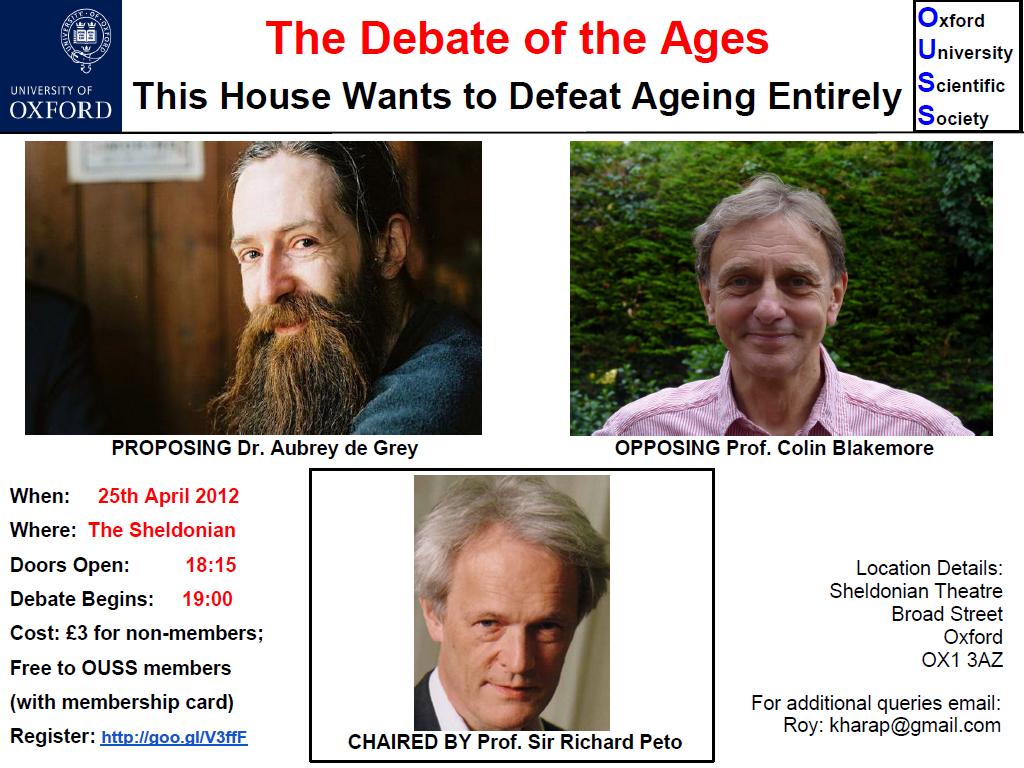 UNIVERSITY OF
OXFORD
The Debate of the Ages
This House Wants to Defeat Ageing Entirely
Oxford
University
Scientific
Society
PROPOSING Dr. Aubrey de Grey
OPPOSING Prof. Colin Blakemore
When: 25th April 2012
Where: The Sheldonian
Doors Open: 18:15
Debate Begins: 19:00
Cost: £3 for non-members;
Free to OUSS members
(with membership card)
Register: http://goo.gl/V3ffF
CHAIRED BY Prof. Sir Richard Peto
Location Details:
Sheldonian Theatre
Broad Street
Oxford
OX1 3AZ
For additional queries email:
Roy: kharap@gmail.com